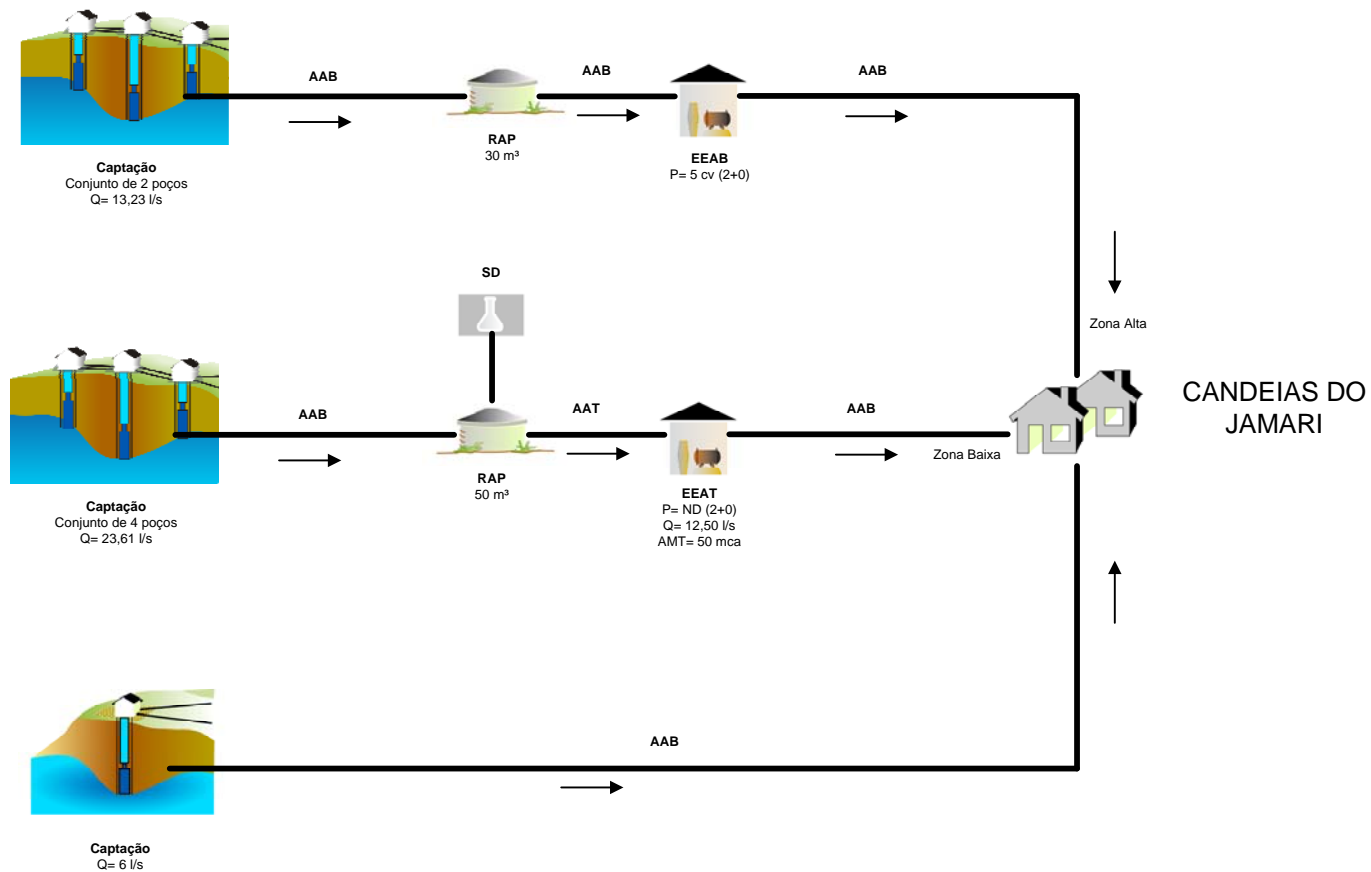 AAB
AAB
AAB
RAP
30 m³
EEAB
P= 5 cv (2+0)
Captação
Conjunto de 2 poços
Q= 13,23 l/s
SD
Zona Alta
CANDEIAS DO
JAMARI
AAB
AAT
AAB
Zona Baixa
RAP
50 m³
EEAT
P= ND (2+0)
Q= 12,50 l/s
AMT= 50 mca
Captação
Conjunto de 4 poços
Q= 23,61 l/s
AAB
Captação
Q= 6 l/s